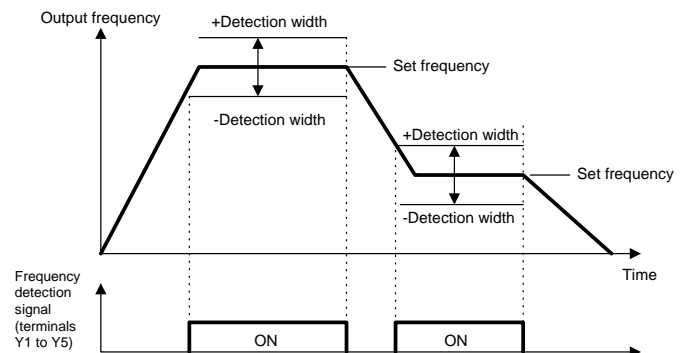 Output frequency
+Detection width
Set frequency
-Detection width
+Detection width
Set frequency
-Detection width
Time
Frequency
detection
signal
(terminals
Y1 to Y5)
ON
ON